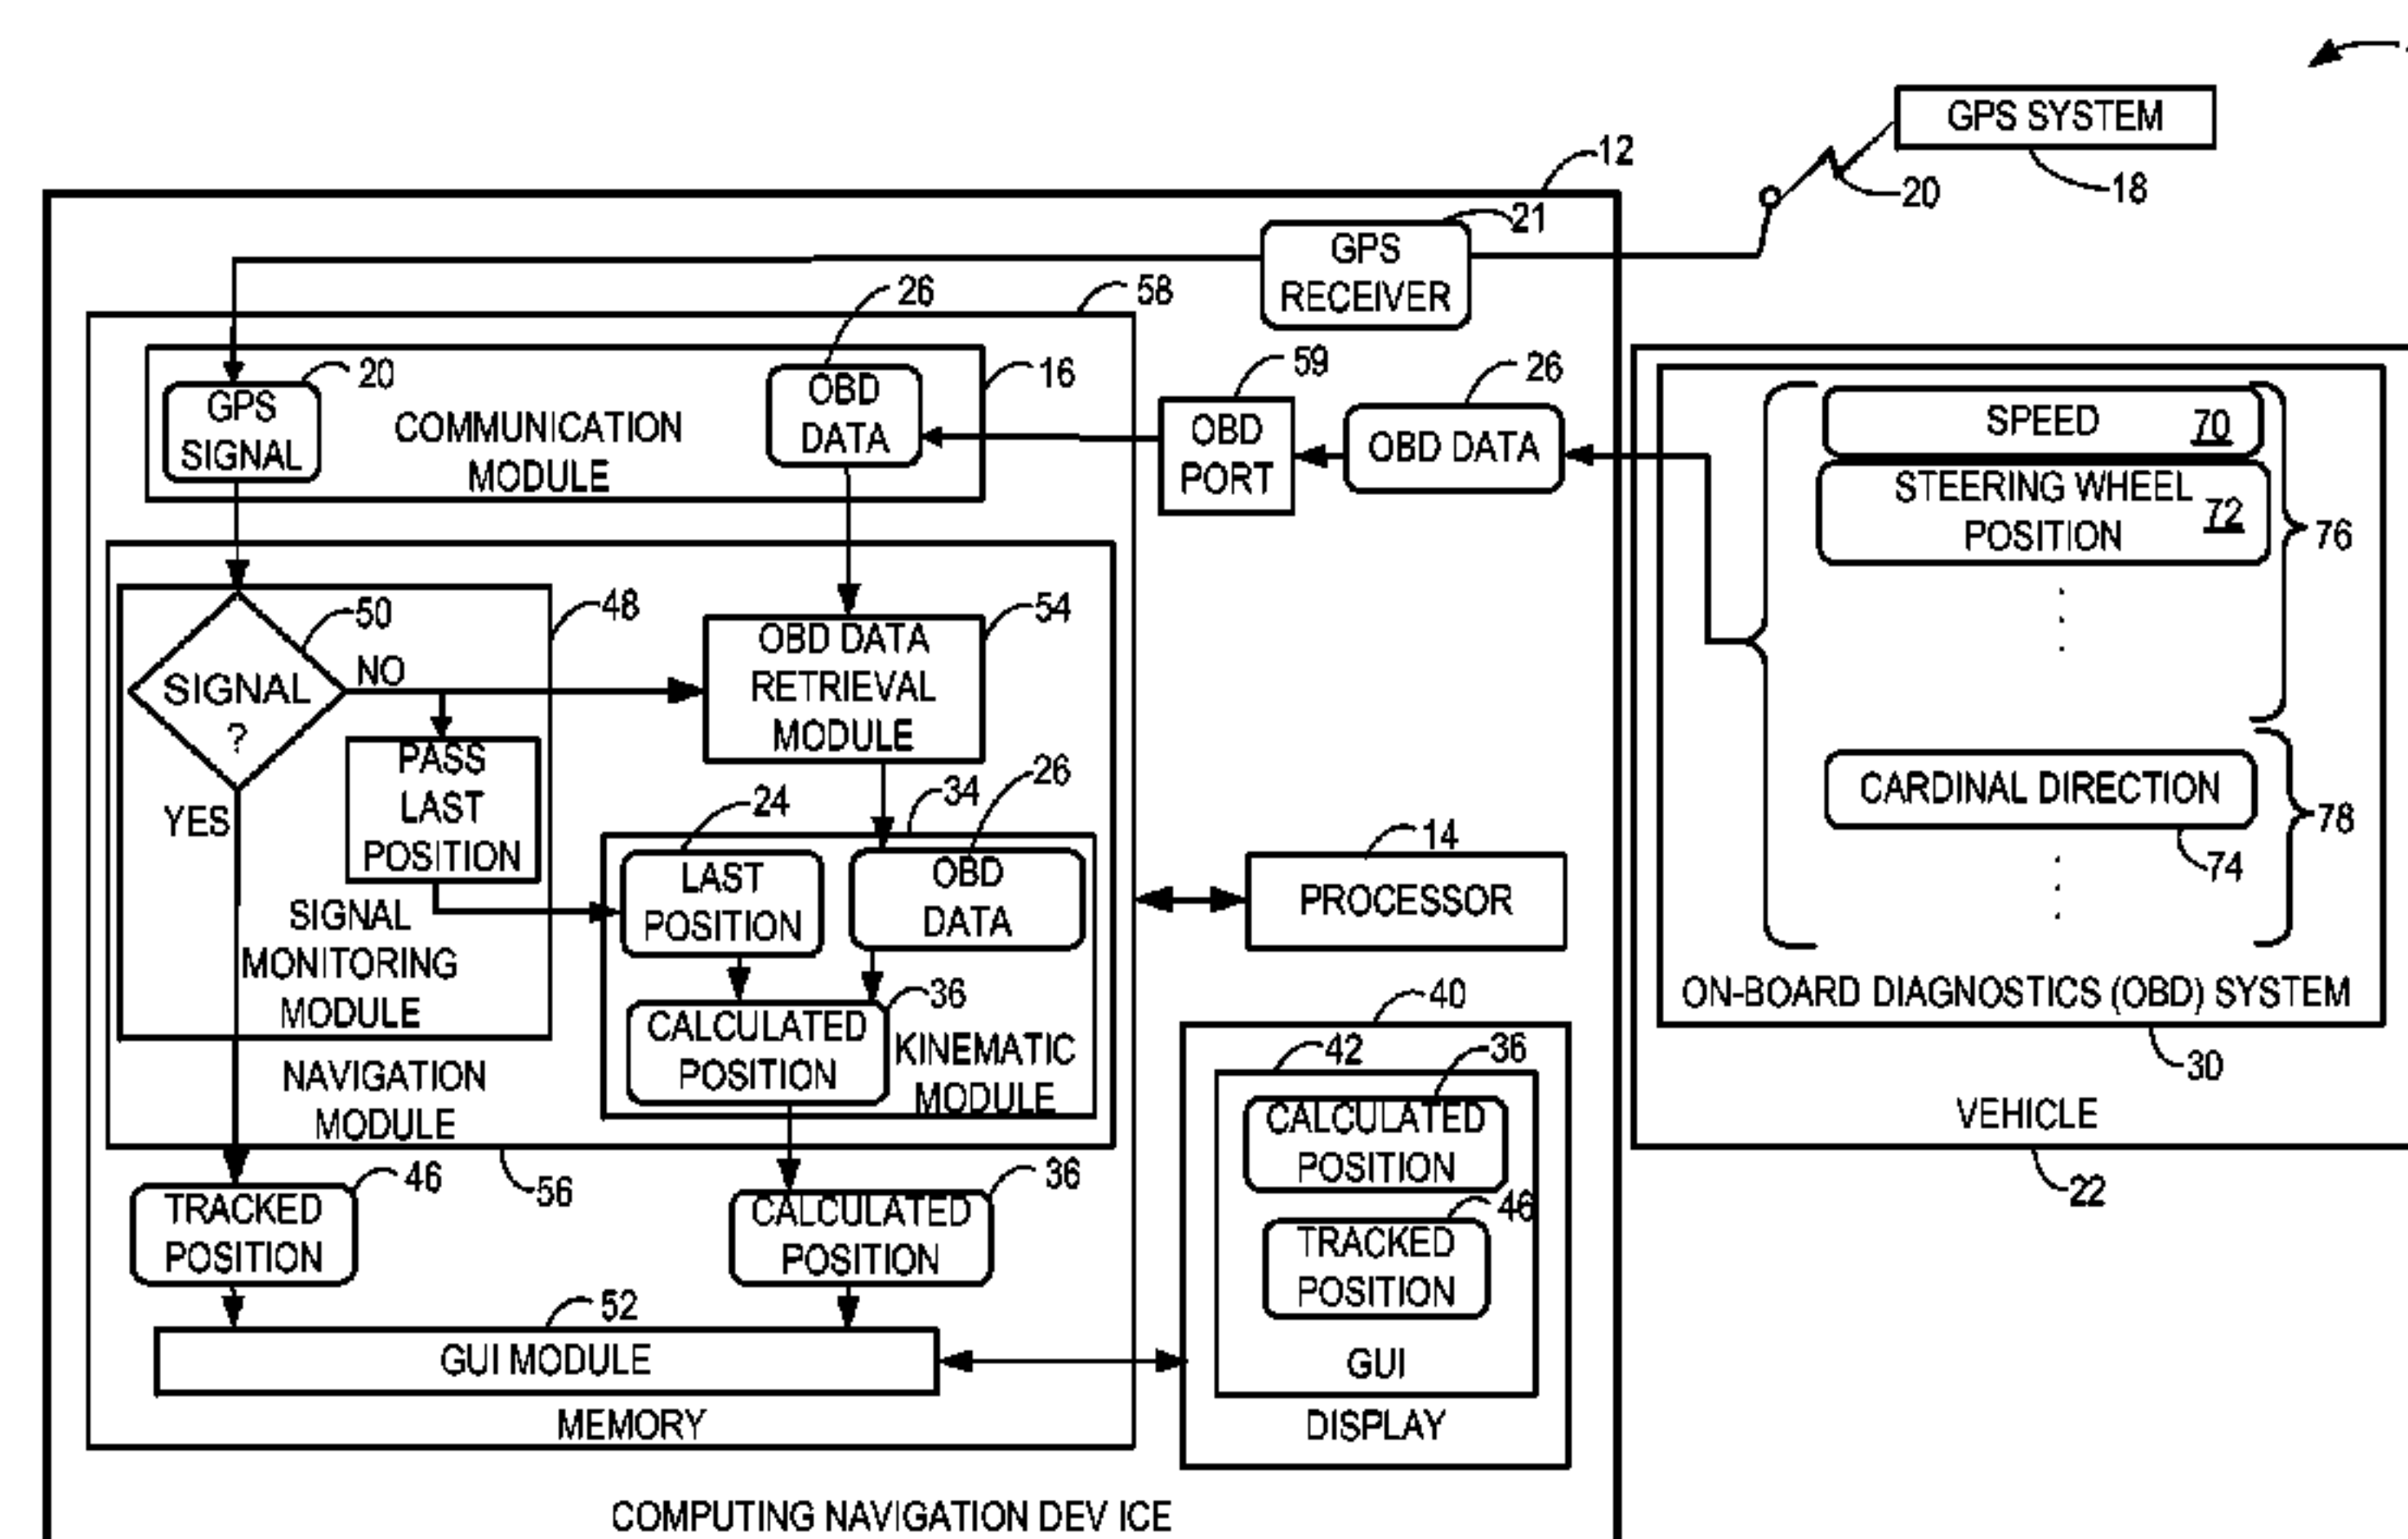 GPS SYSTEM
18
20
12
21
GPS
RECEIVER
58
26
20
GPS
SIGNAL
COMMUNICATION
MODULE
OBD
DATA
16
59
OBD
PORT
26
OBD DATA
SPEED 70
STEERING WHEEL
POSITION
72
76
CARDINAL DIRECTION
74
78
ON-BOARD DIAGNOSTICS (OBD) SYSTEM
30
VEHICLE
22
50
48
SIGNAL
?
NO
YES
PASS
LAST
POSITION
SIGNAL
MONITORING
MODULE
54
OBD DATA
RETRIEVAL
MODULE
24
34
26
LAST
POSITION
OBD
DATA
36
CALCULATED
POSITION
KINEMATIC
MODULE
NAVIGATION
MODULE
56
14
PROCESSOR
46
TRACKED
POSITION
36
CALCULATED
POSITION
52
GUI MODULE
MEMORY
40
42
36
CALCULATED
POSITION
46
TRACKED
POSITION
GUI
DISPLAY
COMPUTING NAVIGATION DEV ICE